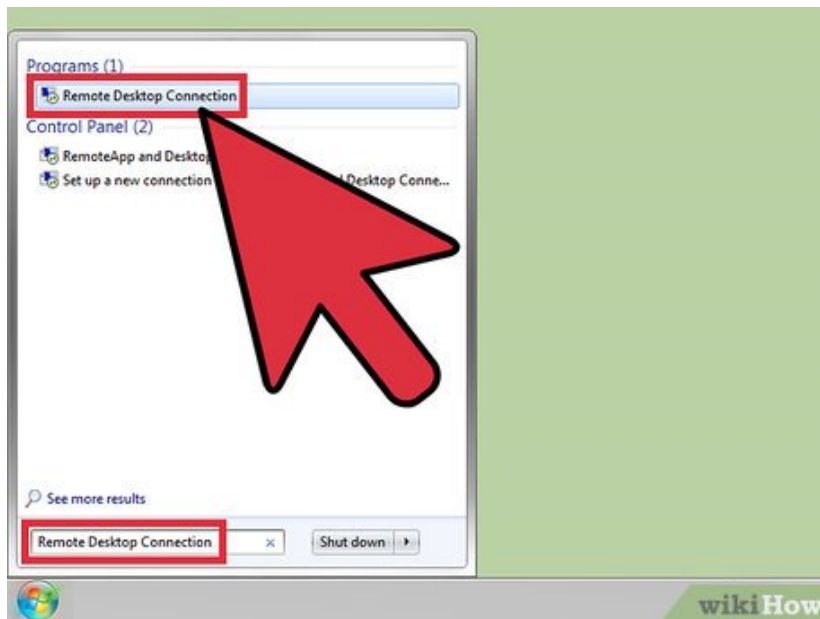 Programs (1)
Remote Desktop Connection
Control Panel (2)
RemoteApp and Desktop
Set up a new connection Desktop Conne...
See more results
Remote Desktop Connection
Shut down
wikiHow